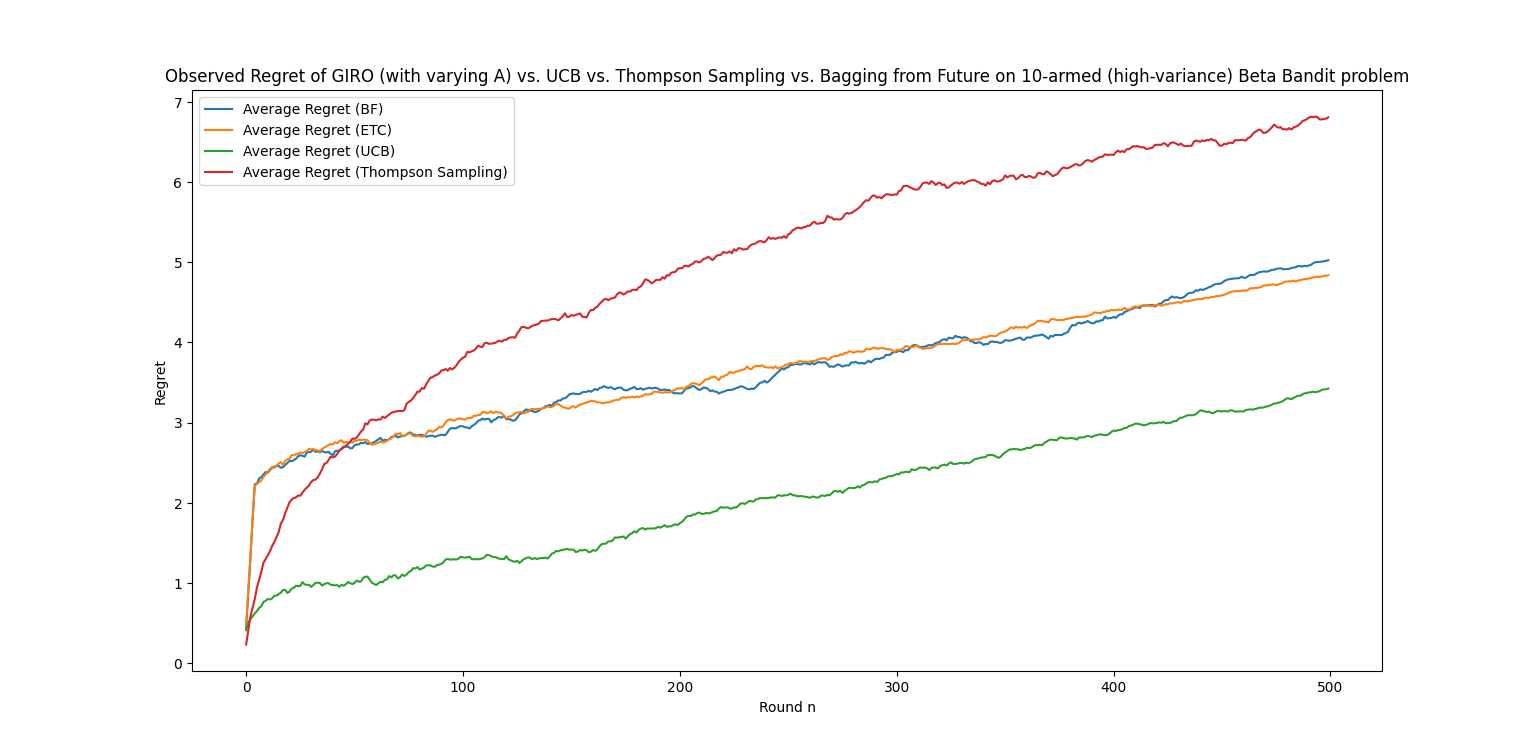 Observed Regret of GIRO (with varying A) vs. UCB vs. Thompson Sampling vs. Bagging from Future on 10-armed (high-variance) Beta Bandit problem
Average Regret (BF)
Average Regret (ETC)
Average Regret (UCB)
Average Regret (Thompson Sampling)
7
6
5
4
3
2
1
0
Regret
0 100 200 300 400 500
Round n